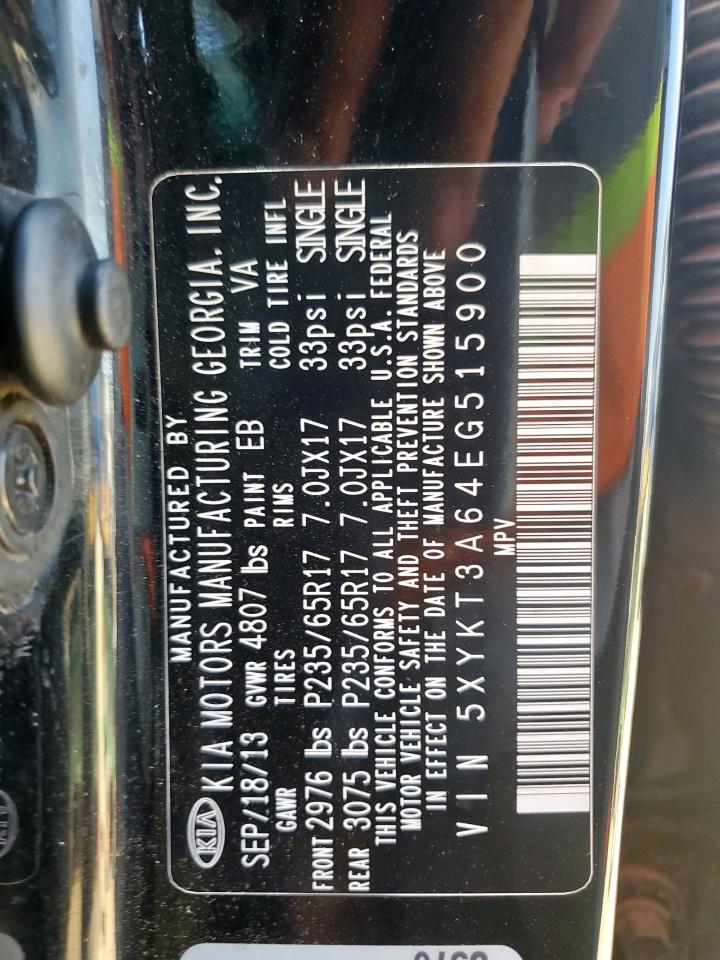 MANUFACTURED BY
KIA KIA MOTORS MANUFACTURING GEORGIA, INC.
SEP/18/13 GVWR 4807 lbs PAINT EB TRIM VA
GAWR TIRES RIMS COLD TIRE INFL
FRONT 2976 lbs P235/65R17 7.0JX17 33psi SINGLE
REAR 3075 lbs P235/65R17 7.0JX17 33psi SINGLE
THIS VEHICLE CONFORMS TO ALL APPLICABLE U.S.A. FEDERAL
MOTOR VEHICLE SAFETY AND THEFT PREVENTION STANDARDS
IN EFFECT ON THE DATE OF MANUFACTURE SHOWN ABOVE
VIN 5XYKT3A64EG515900
MPV